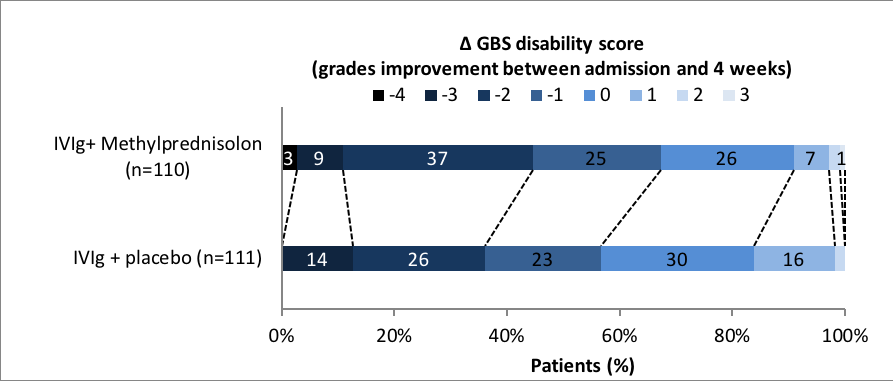 Δ GBS disability score
(grades improvement between admission and 4 weeks)
-4 -3 -2 -1 0 1 2 3
IVIg+ Methylprednisolon
(n=110)
3 9 37 25 26 7 1
IVIg + placebo (n=111)
14 26 23 30 16
0% 20% 40% 60% 80% 100%
Patients (%)